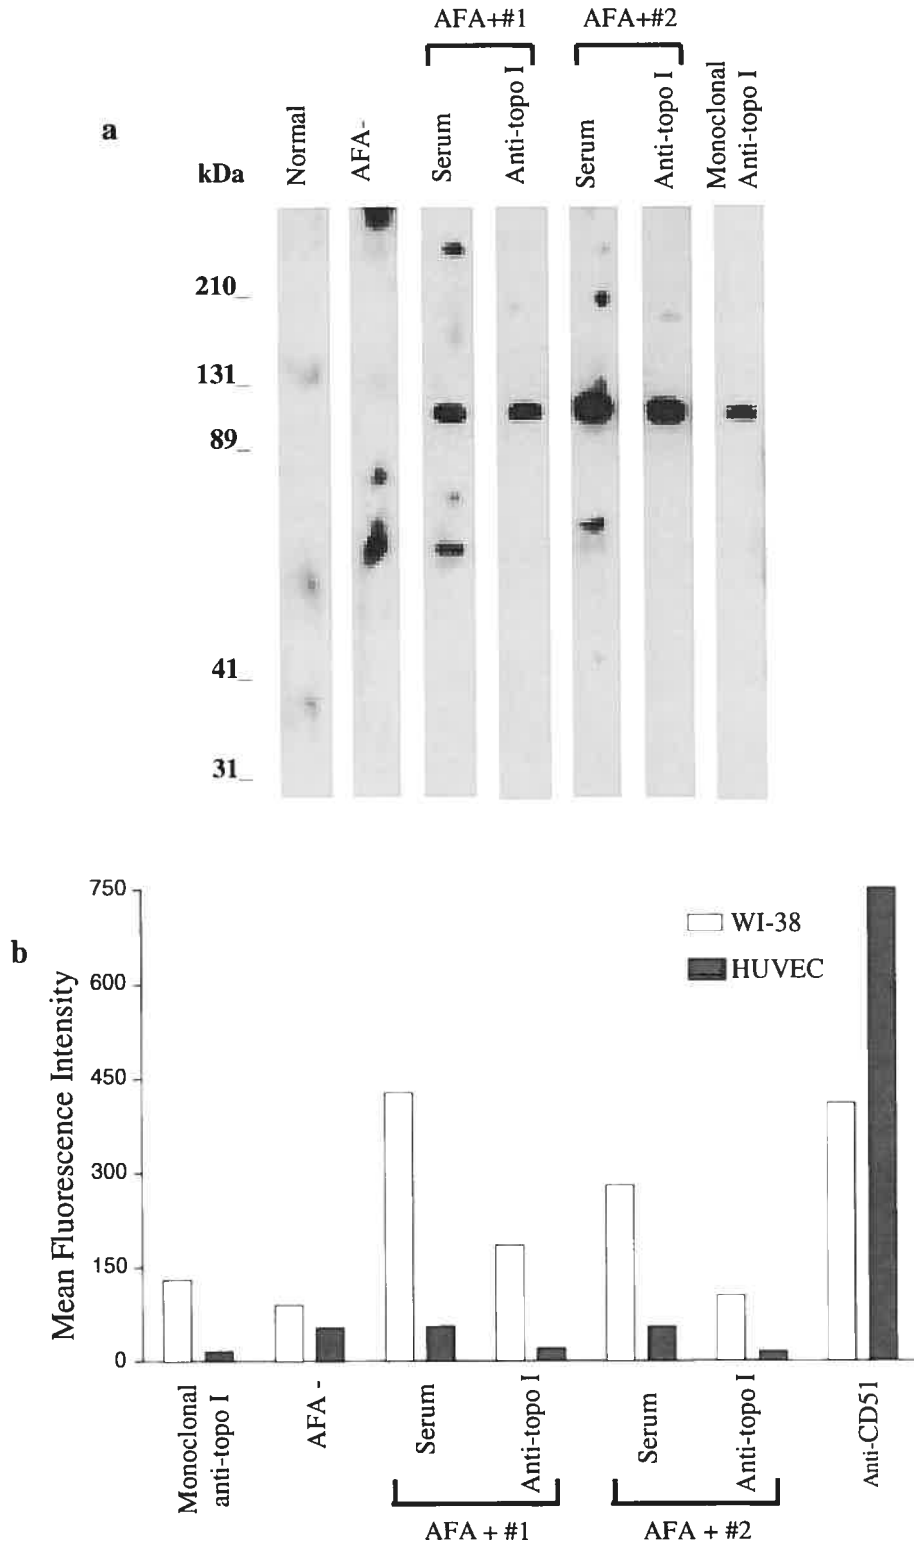 AFA+#1
AFA+#2
a
kDa
Normal
AFA-
Serum
Anti-topo I
Serum
Anti-topo I
Monoclonal
Anti-topo I
210_
131_
89_
41_
31_
b
Mean Fluorescence Intensity
750
600
450
300
150
0
WI-38
HUVEC
Monoclonal
anti-topo I
AFA -
Serum
Anti-topo I
Serum
Anti-topo I
Anti-CD51
AFA + #1
AFA + #2